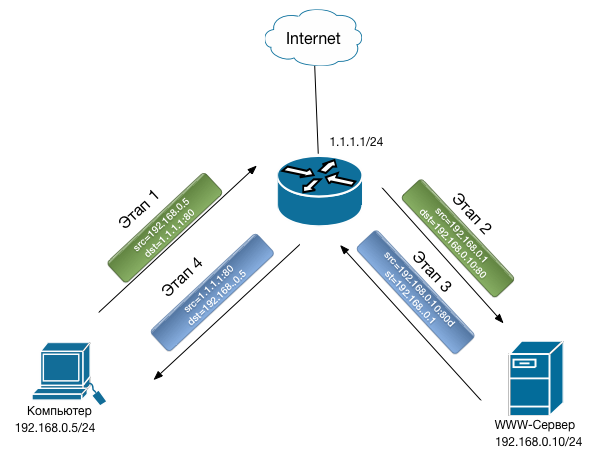 Internet
1.1.1.1/24
Этап 1
src=192.168.0.5
dst=1.1.1.1:80
Этап 2
src=192.168.0.1
dst=192.168.0.10:80
Этап 4
src=1.1.1.1:80
dst=192.168..0.5
Этап 3
src=192.168.0.10:80d
st=192.168..0.1
Компьютер
192.168.0.5/24
WWW-Сервер
192.168.0.10/24